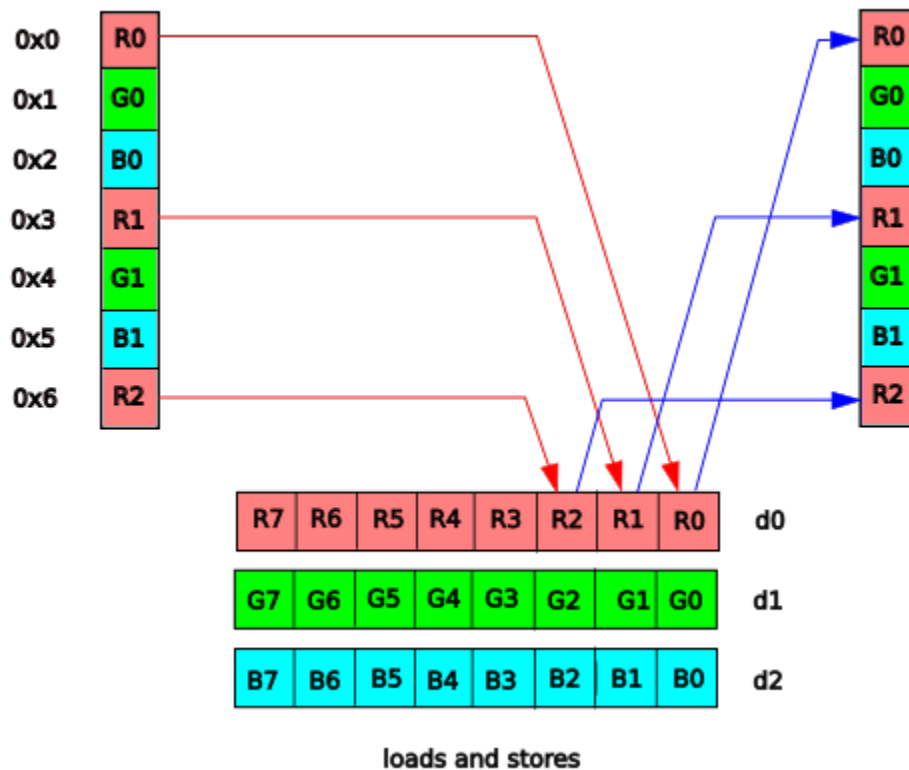 0x0 R0 R0
0x1 G0 G0
0x2 B0 B0
0x3 R1 R1
0x4 G1 G1
0x5 B1 B1
0x6 R2 R2
R7 R6 R5 R4 R3 R2 R1 R0 d0
G7 G6 G5 G4 G3 G2 G1 G0 d1
B7 B6 B5 B4 B3 B2 B1 B0 d2
loads and stores